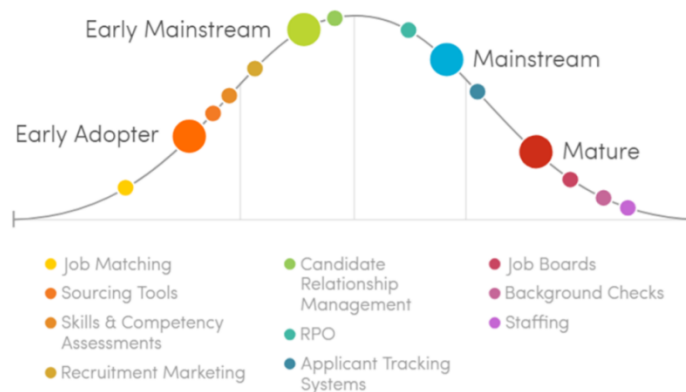 Early Mainstream
Mainstream
Early Adopter
Mature
Job Matching
Sourcing Tools
Skills & Competency
Assessments
Recruitment Marketing
Candidate
Relationship
Management
RPO
Applicant Tracking
Systems
Job Boards
Background Checks
Staffing